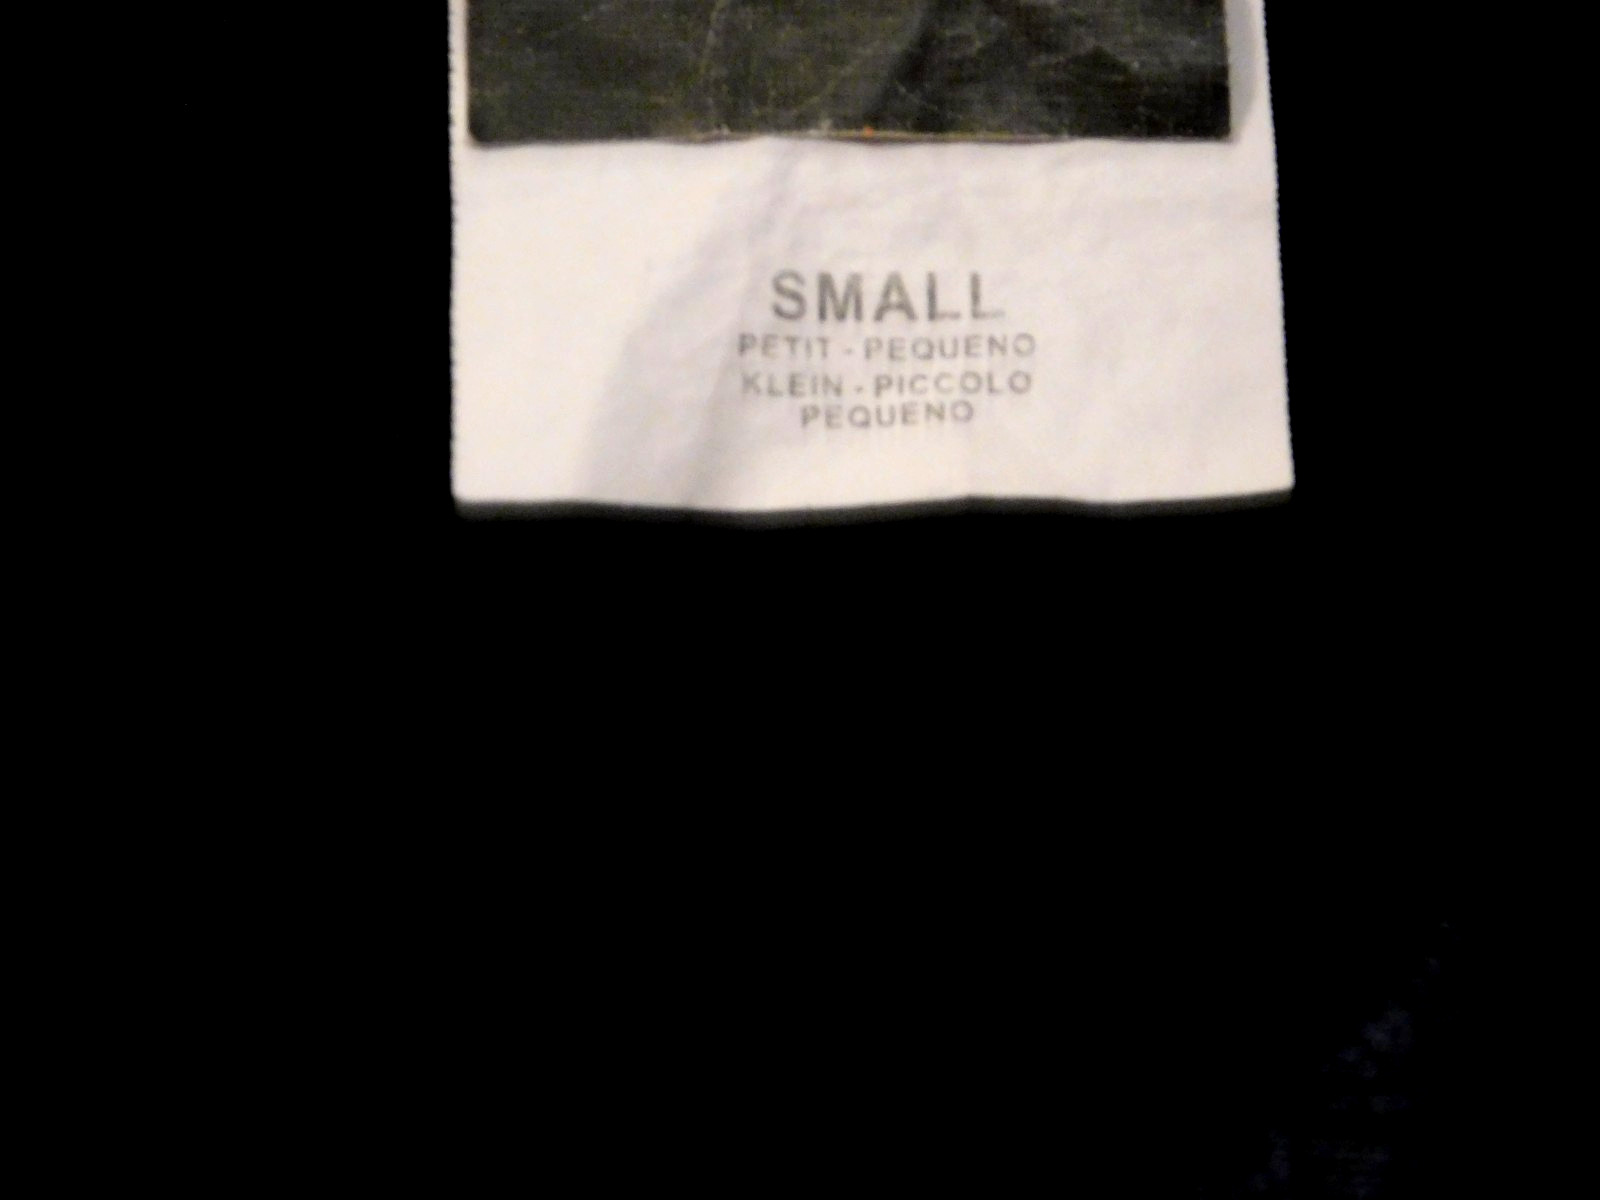 SMALL
PETIT - PEQUENO
KLEIN - PICCOLO
PEQUENO